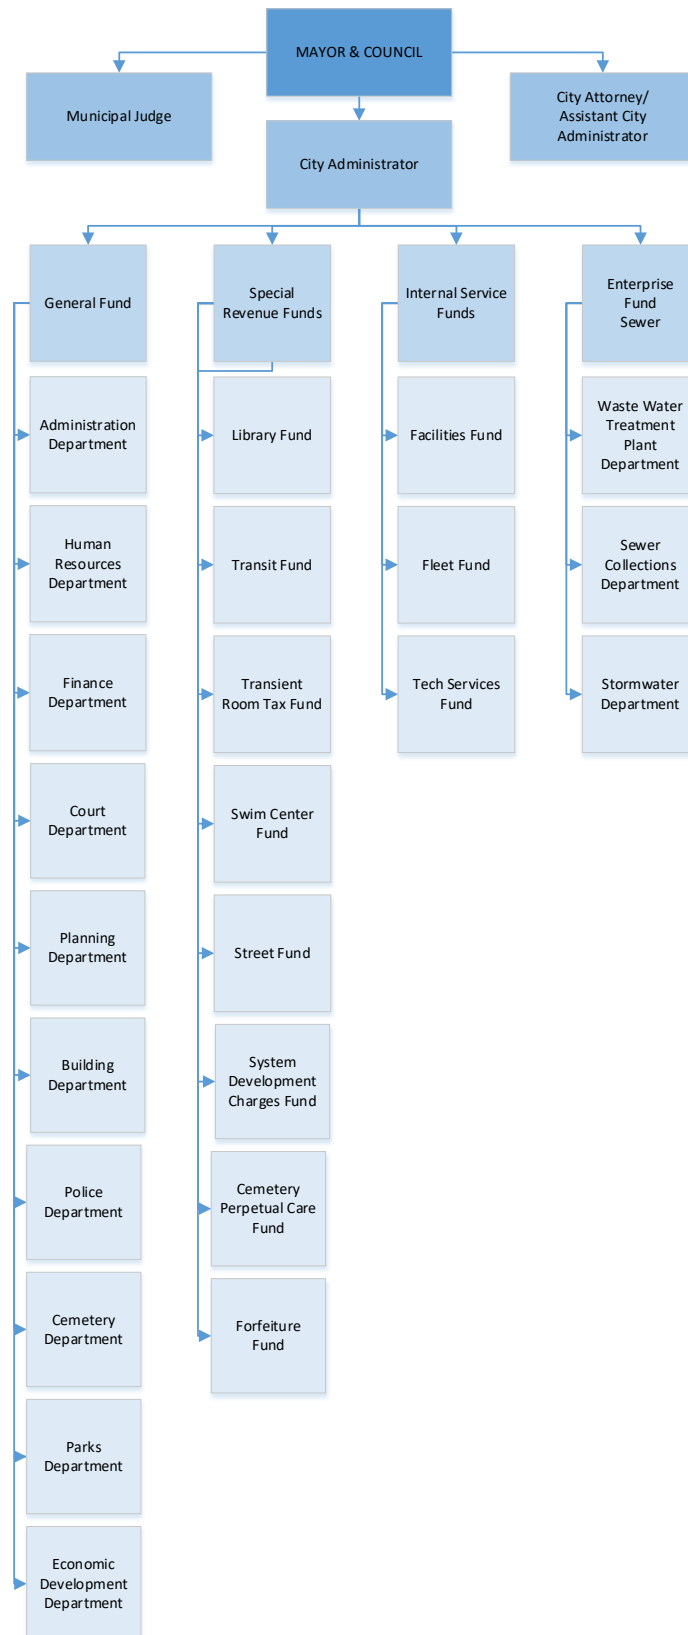 MAYOR & COUNCIL
Municipal Judge
City Attorney/
Assistant City
Administrator
City Administrator
General Fund
Special
Revenue Funds
Internal Service
Funds
Enterprise
Fund
Sewer
Administration
Department
Library Fund
Facilities Fund
Waste Water
Treatment
Plant
Department
Human
Resources
Department
Transit Fund
Fleet Fund
Sewer
Collections
Department
Finance
Department
Transient
Room Tax Fund
Tech Services
Fund
Stormwater
Department
Court
Department
Swim Center
Fund
Planning
Department
Street Fund
Building
Department
System
Development
Charges Fund
Police
Department
Cemetery
Perpetual Care
Fund
Cemetery
Department
Forfeiture
Fund
Parks
Department
Economic
Development
Department